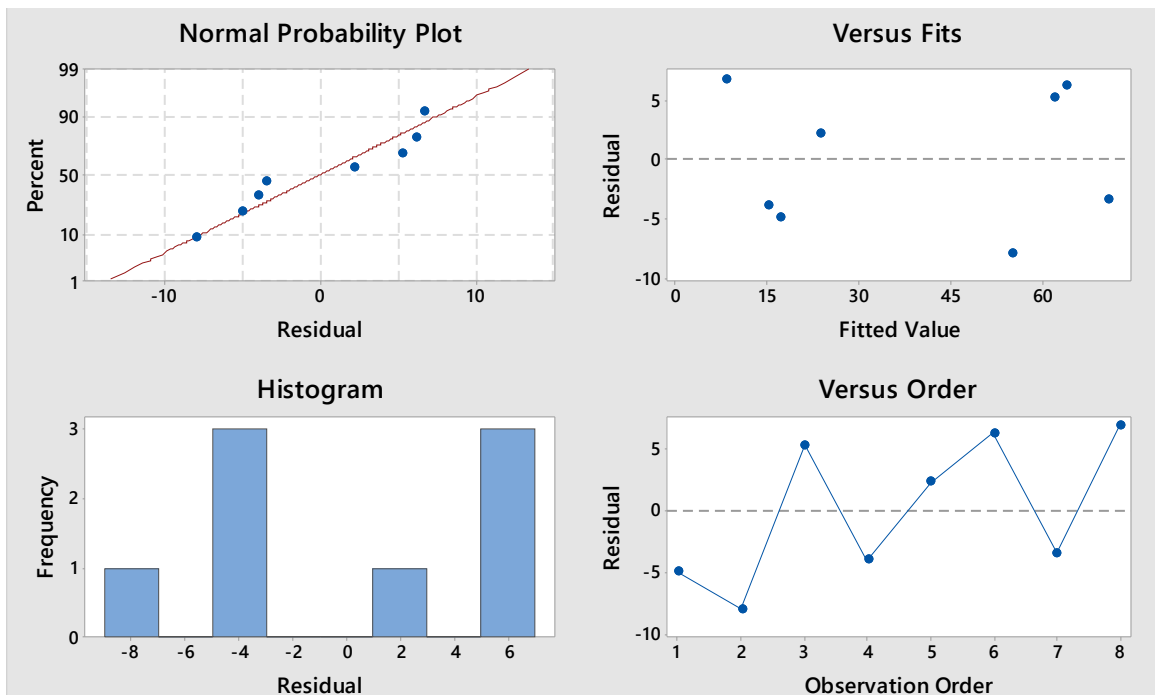 Normal Probability Plot
99
90
50
10
1
Percent
-10 0 10
Residual
Versus Fits
5
0
-5
-10
Residual
0 15 30 45 60
Fitted Value
Histogram
3
2
1
0
Frequency
-8 -6 -4 -2 0 2 4 6
Residual
Versus Order
5
0
-5
-10
Residual
1 2 3 4 5 6 7 8
Observation Order